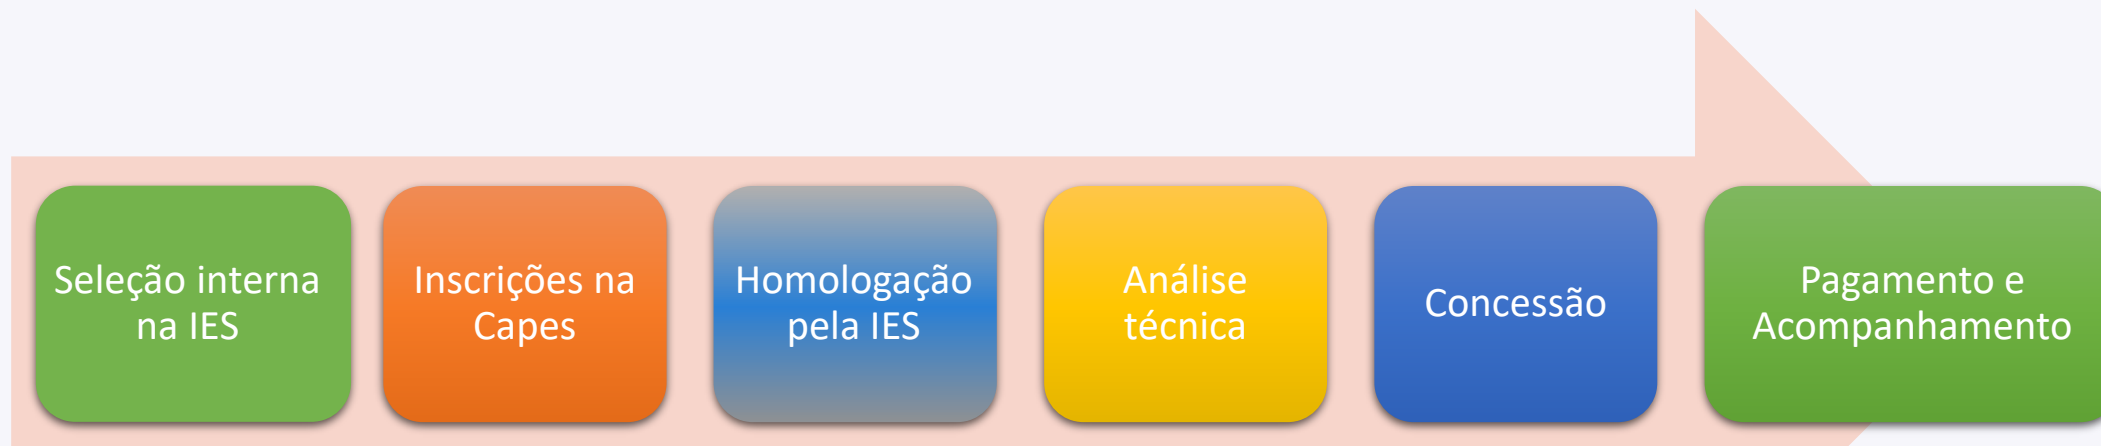 Seleção interna
na IES
Inscrições na
Capes
Homologação
pela IES
Análise
técnica
Concessão
Pagamento e
Acompanhamento